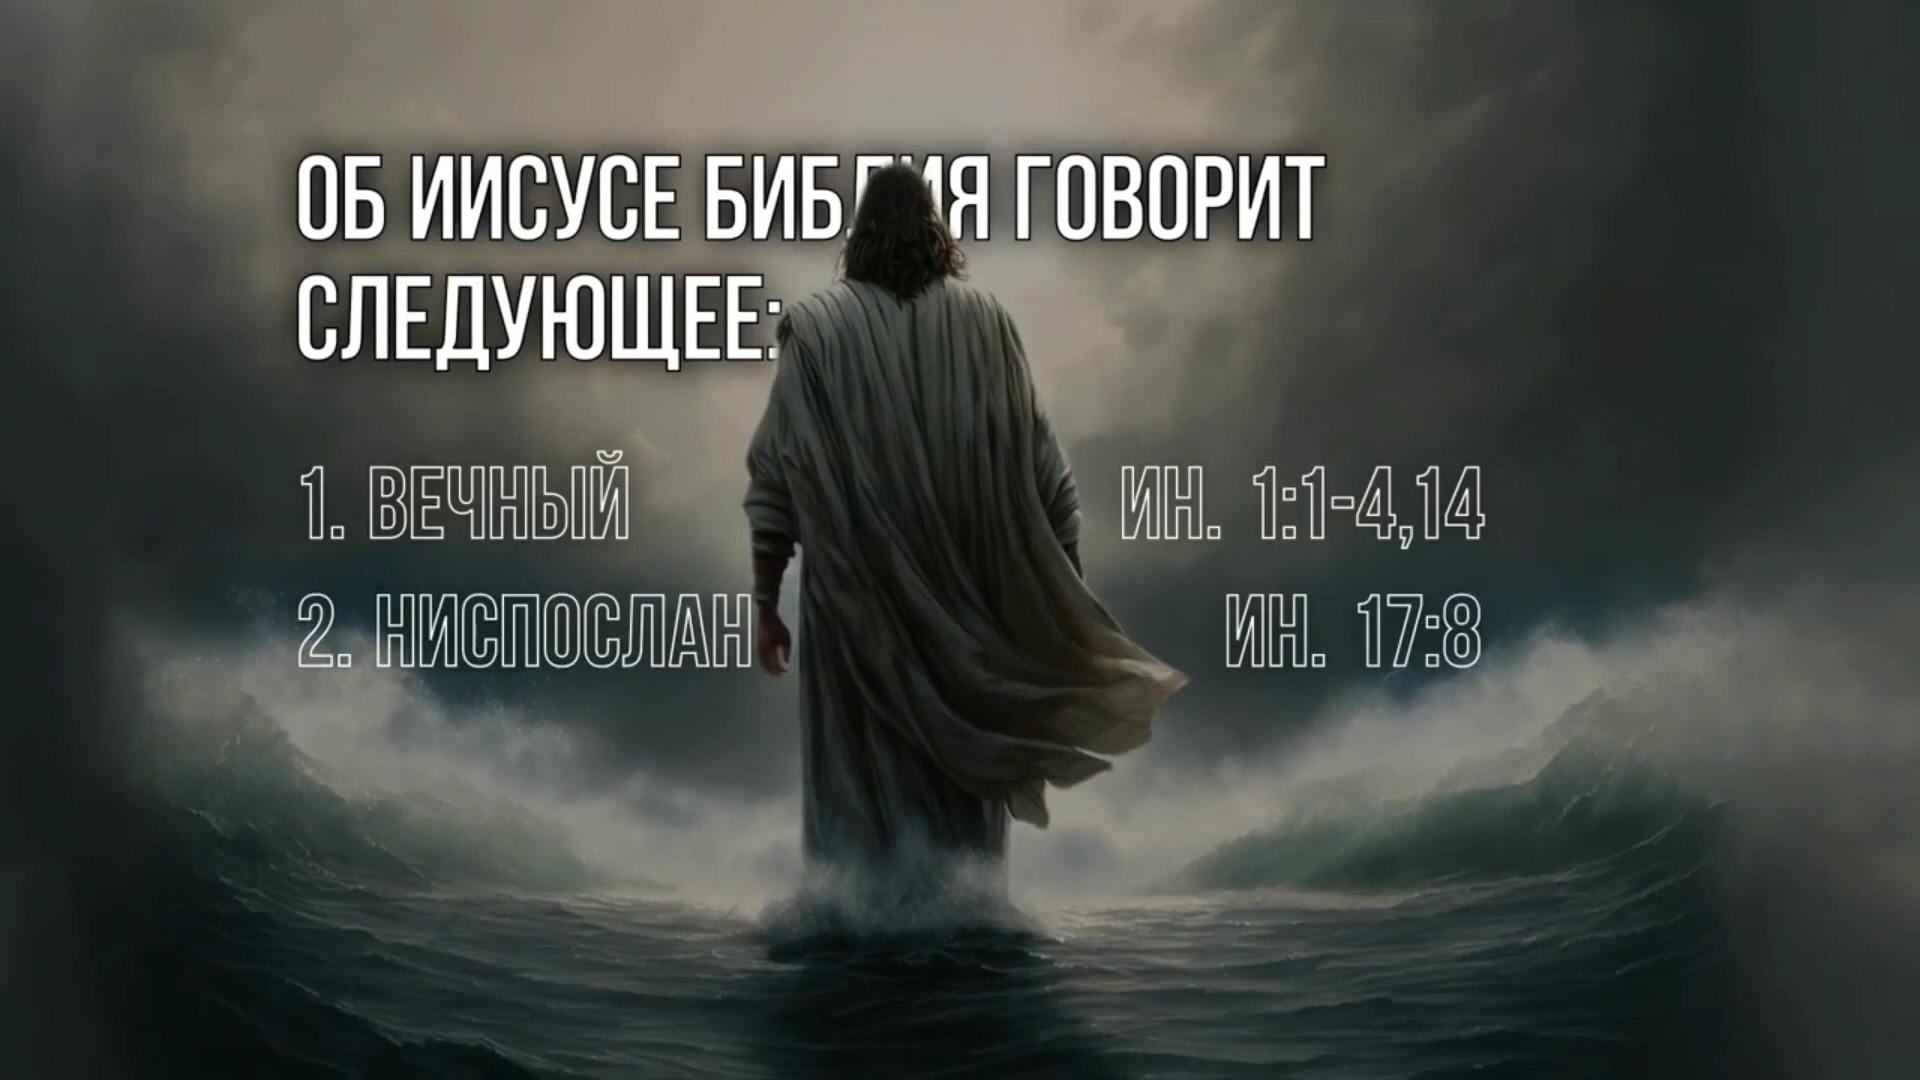 ОБ ИИСУСЕ БИБЛИЯ ГОВОРИТ
СЛЕДУЮЩЕЕ:
1. ВЕЧНЫЙ ИН. 1:1-4,14
2. НИСПОСЛАН ИН. 17:8